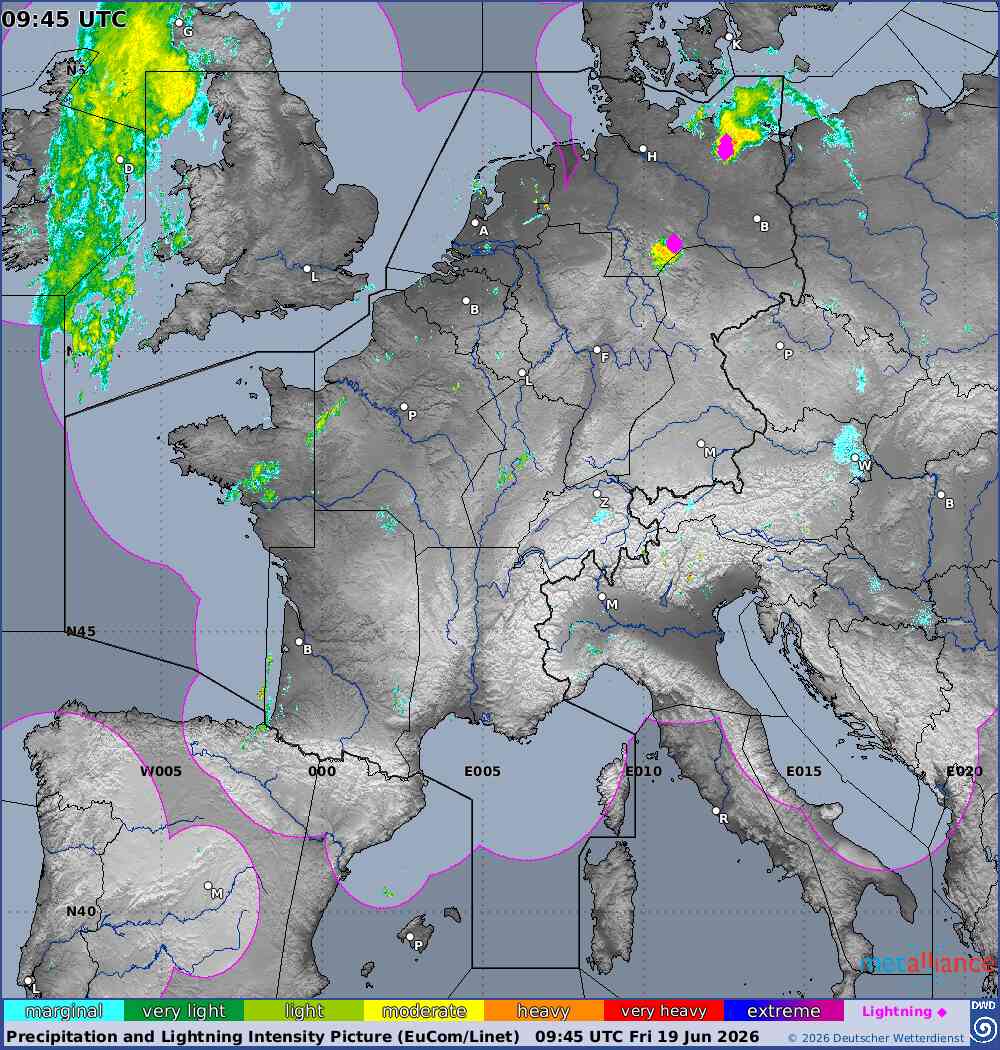 09:45 UTC
G
K
N5
D
H
A
B
L
B
F
P
L
P
M
W
Z
B
M
N45
B
W005
000
E005
E010
E015
E020
R
M
N40
P
metalliance
L
marginal very light light moderate heavy very heavy extreme Lightning ◆
DWD
Precipitation and Lightning Intensity Picture (EuCom/Linet) 09:45 UTC Fri 19 Jun 2026 © 2026 Deutscher Wetterdienst